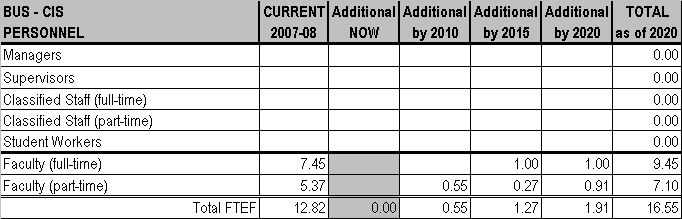 BUS - CIS CURRENT Additional Additional Additional Additional TOTAL
PERSONNEL 2007-08 NOW by 2010 by 2015 by 2020 as of 2020
Managers 0.00
Supervisors 0.00
Classified Staff (full-time) 0.00
Classified Staff (part-time) 0.00
Student Workers 0.00
Faculty (full-time) 7.45 1.00 1.00 9.45
Faculty (part-time) 5.37 0.55 0.27 0.91 7.10
Total FTEF 12.82 0.00 0.55 1.27 1.91 16.55